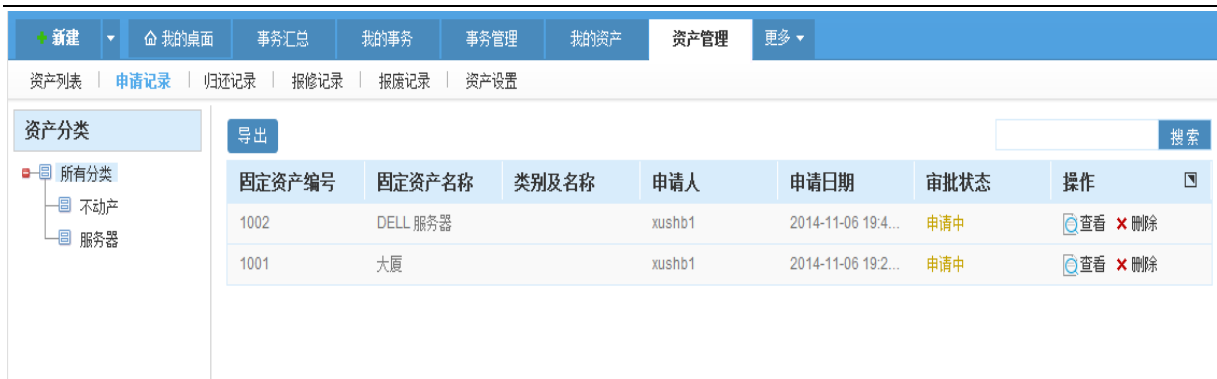 新建 我的桌面 事务汇总 我的事务 事务管理 我的资产 资产管理 更多
资产列表 申请记录 归还记录 报修记录 报废记录 资产设置
资产分类
所有分类
不动产
服务器
导出 搜索
固定资产编号 固定资产名称 类别及名称 申请人 申请日期 审批状态 操作
1002 DELL 服务器 xushb1 2014-11-06 19:4... 申请中 查看 删除
1001 大厦 xushb1 2014-11-06 19:2... 申请中 查看 删除